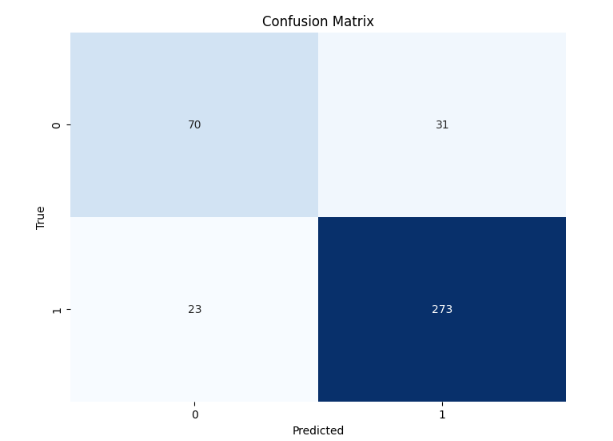 Confusion Matrix
0
70
31
True
1
23
273
0
1
Predicted